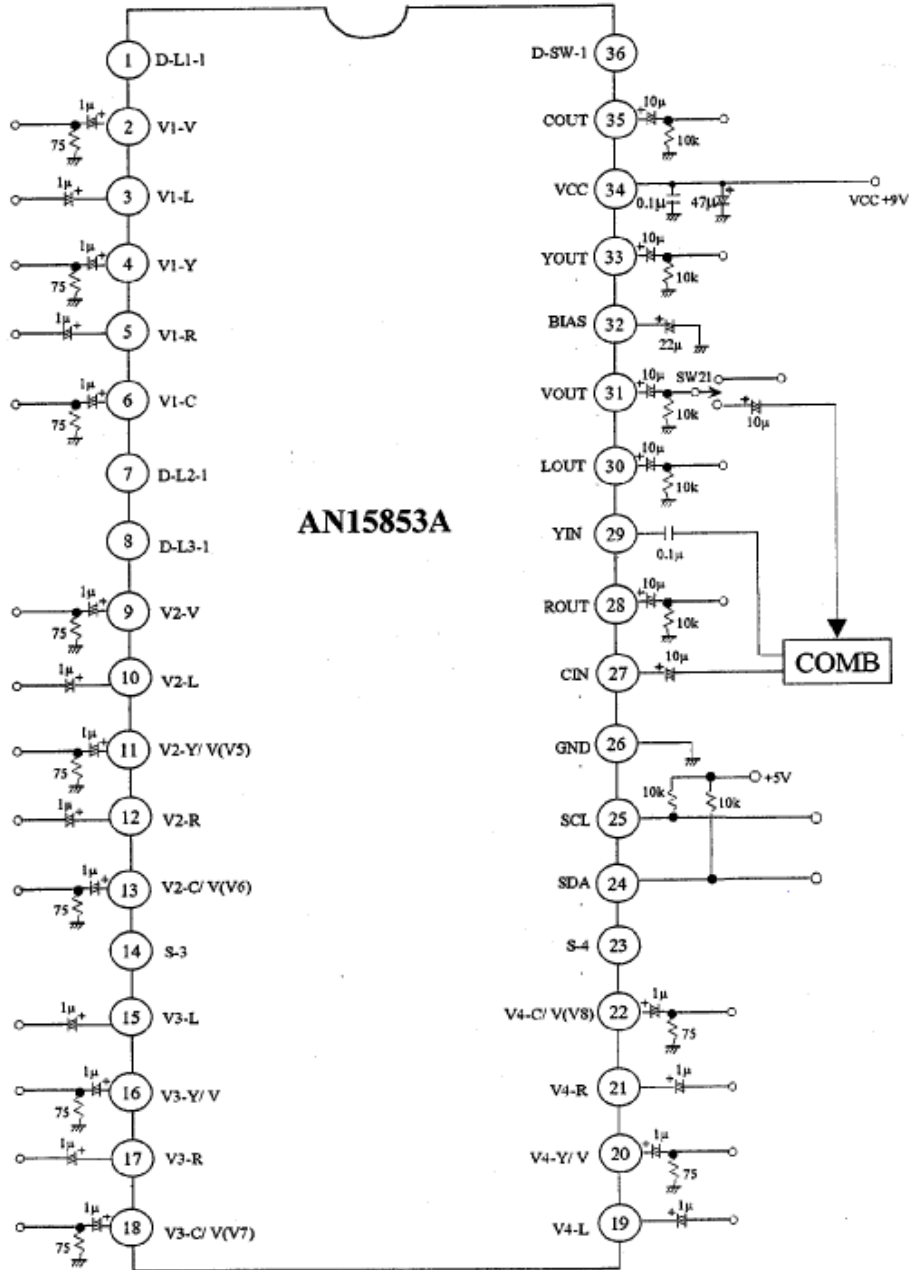 1 D-L1-1
D-SW-1 36
1μ + 2 V1-V
75
COUT 35 + 10μ
10k
1μ + 3 V1-L
VCC 34
0.1μ 47μ + VCC +9V
1μ + 4 V1-Y
75
YOUT 33 + 10μ
10k
1μ + 5 V1-R
BIAS 32 +
22μ
1μ + 6 V1-C
75
VOUT 31 + 10μ SW21
10k + 10μ
7 D-L2-1
LOUT 30 + 10μ
10k
AN15853A
8 D-L3-1
YIN 29
0.1μ
1μ + 9 V2-V
75
ROUT 28 + 10μ
10k
COMB
1μ + 10 V2-L
CIN 27 + 10μ
1μ + 11 V2-Y/ V(V5)
75
GND 26
+5V
10k 10k
1μ + 12 V2-R
SCL 25
1μ + 13 V2-C/ V(V6)
75
SDA 24
14 S-3
S-4 23
1μ + 15 V3-L
V4-C/ V(V8) 22 + 1μ
75
1μ + 16 V3-Y/ V
75
V4-R 21 + 1μ
1μ + 17 V3-R
V4-Y/ V 20 + 1μ
75
1μ + 18 V3-C/ V(V7)
75
V4-L 19 + 1μ